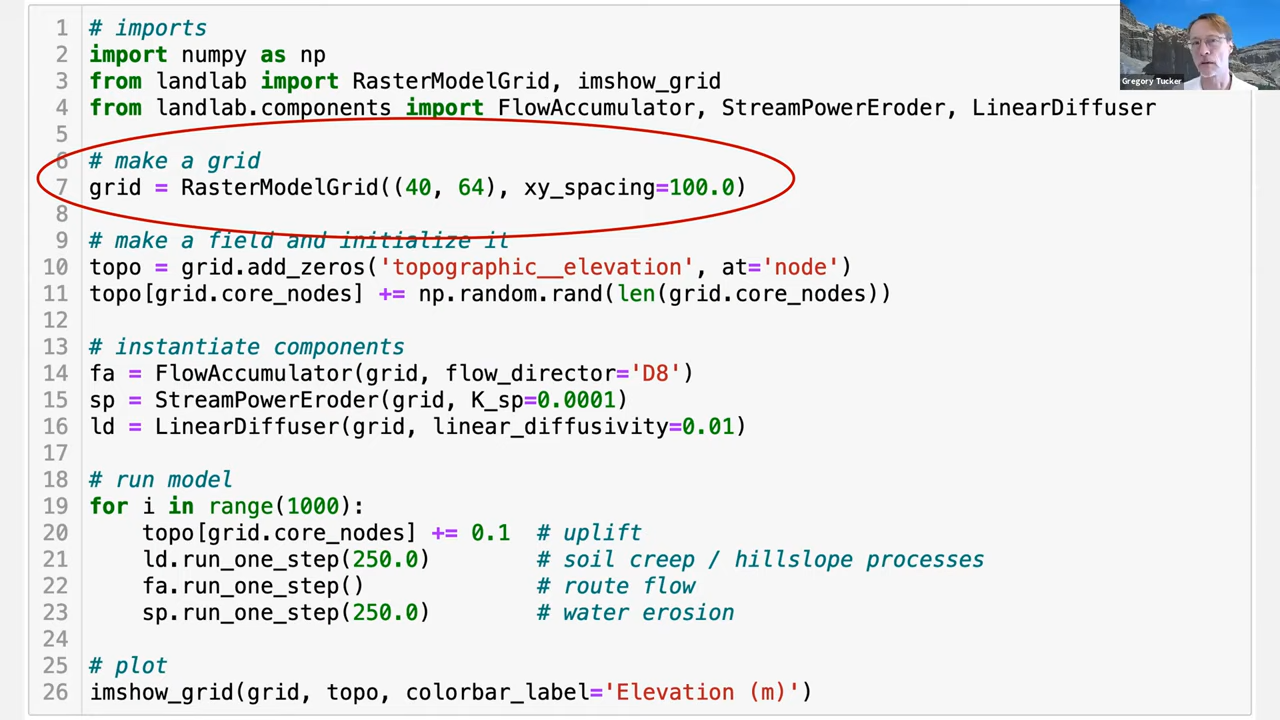 1 # imports
2 import numpy as np
3 from landlab import RasterModelGrid, imshow_grid
4 from landlab.components import FlowAccumulator, StreamPowerEroder, LinearDiffuser
5
6 # make a grid
7 grid = RasterModelGrid((40, 64), xy_spacing=100.0)
8
9 # make a field and initialize it
10 topo = grid.add_zeros('topographic__elevation', at='node')
11 topo[grid.core_nodes] += np.random.rand(len(grid.core_nodes))
12
13 # instantiate components
14 fa = FlowAccumulator(grid, flow_director='D8')
15 sp = StreamPowerEroder(grid, K_sp=0.0001)
16 ld = LinearDiffuser(grid, linear_diffusivity=0.01)
17
18 # run model
19 for i in range(1000):
20     topo[grid.core_nodes] += 0.1  # uplift
21     ld.run_one_step(250.0)        # soil creep / hillslope processes
22     fa.run_one_step()             # route flow
23     sp.run_one_step(250.0)        # water erosion
24
25 # plot
26 imshow_grid(grid, topo, colorbar_label='Elevation (m)')
Gregory Tucker